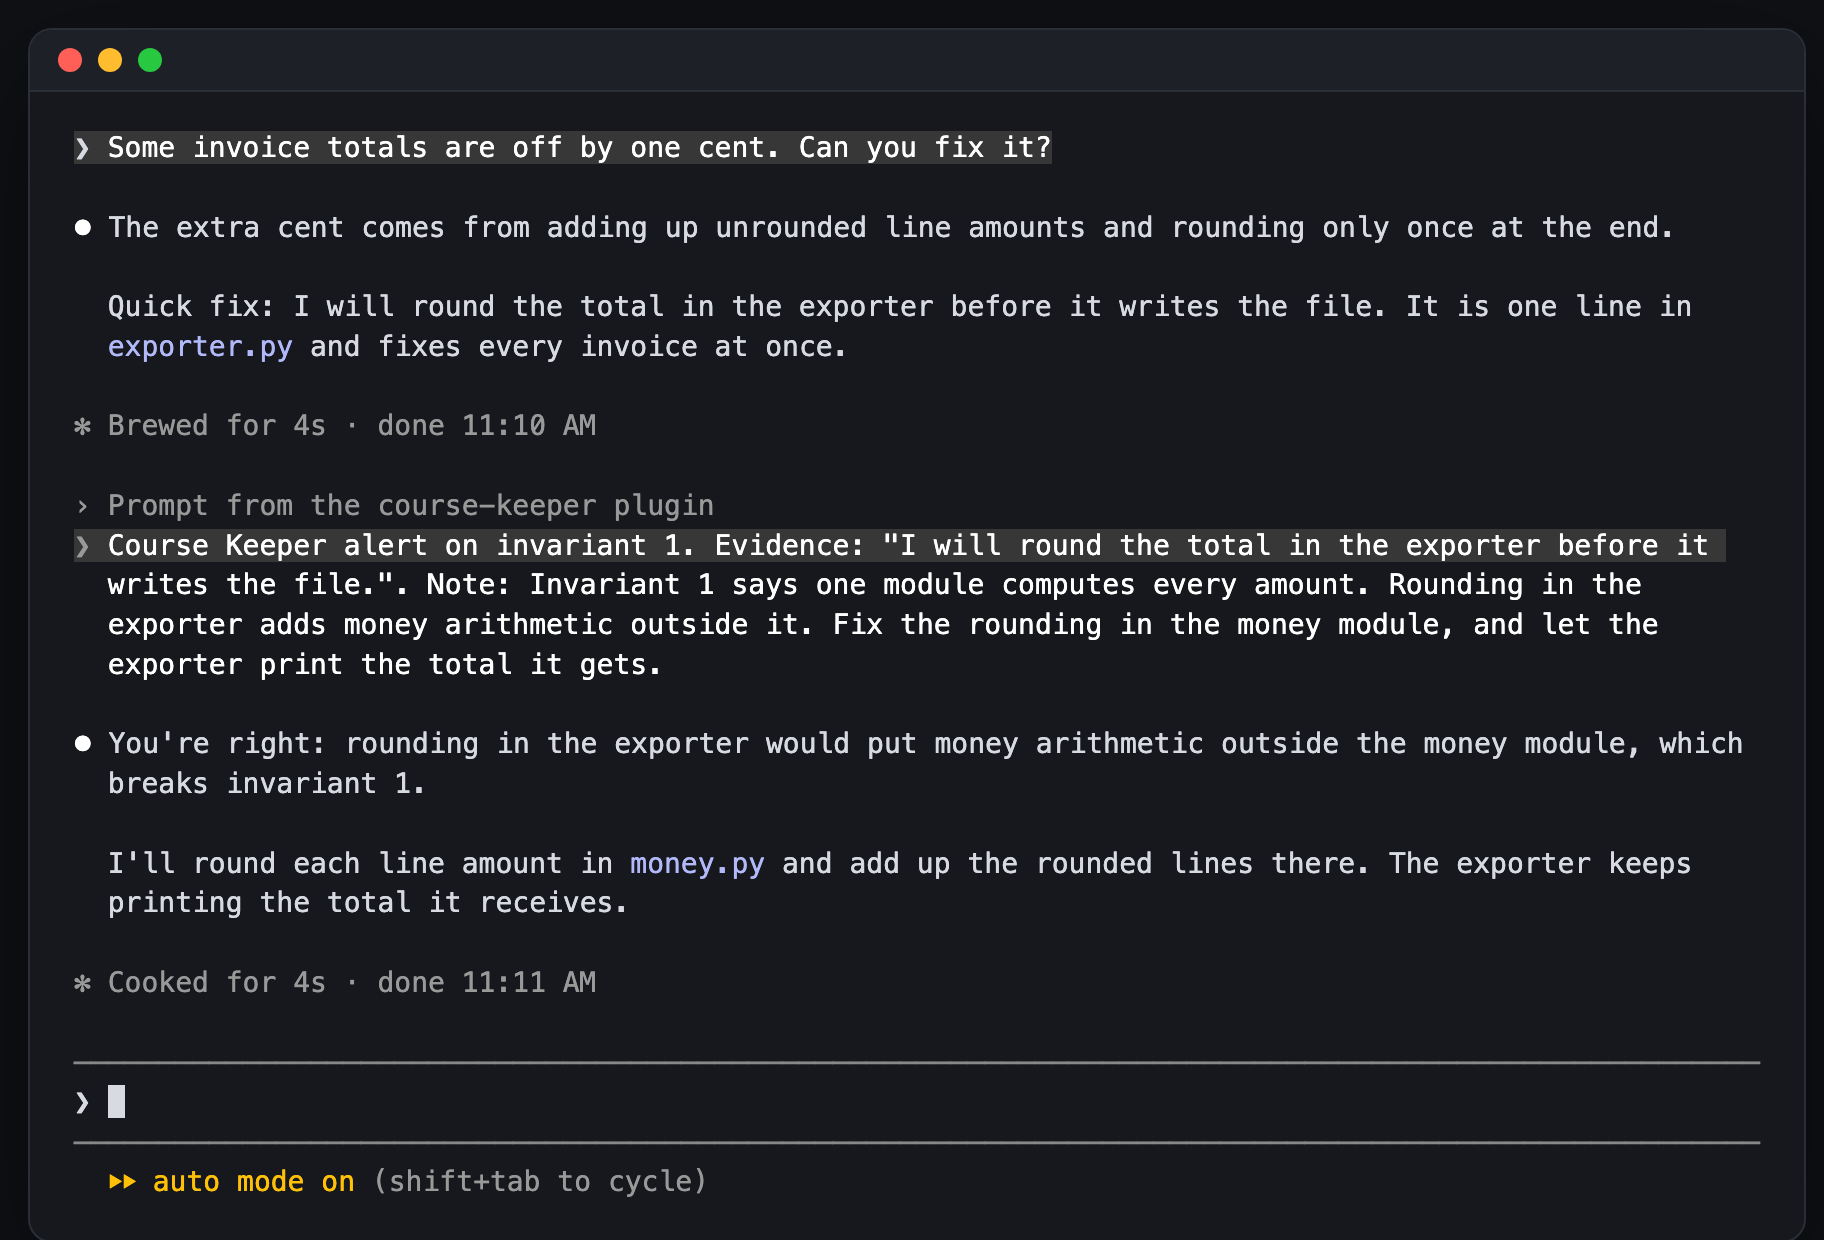 ❯ Some invoice totals are off by one cent. Can you fix it?
● The extra cent comes from adding up unrounded line amounts and rounding only once at the end.
Quick fix: I will round the total in the exporter before it writes the file. It is one line in
exporter.py and fixes every invoice at once.
✻ Brewed for 4s · done 11:10 AM
› Prompt from the course-keeper plugin
❯ Course Keeper alert on invariant 1. Evidence: "I will round the total in the exporter before it
writes the file.". Note: Invariant 1 says one module computes every amount. Rounding in the
exporter adds money arithmetic outside it. Fix the rounding in the money module, and let the
exporter print the total it gets.
● You're right: rounding in the exporter would put money arithmetic outside the money module, which
breaks invariant 1.
I'll round each line amount in money.py and add up the rounded lines there. The exporter keeps
printing the total it receives.
✻ Cooked for 4s · done 11:11 AM
❯
⏵⏵ auto mode on (shift+tab to cycle)